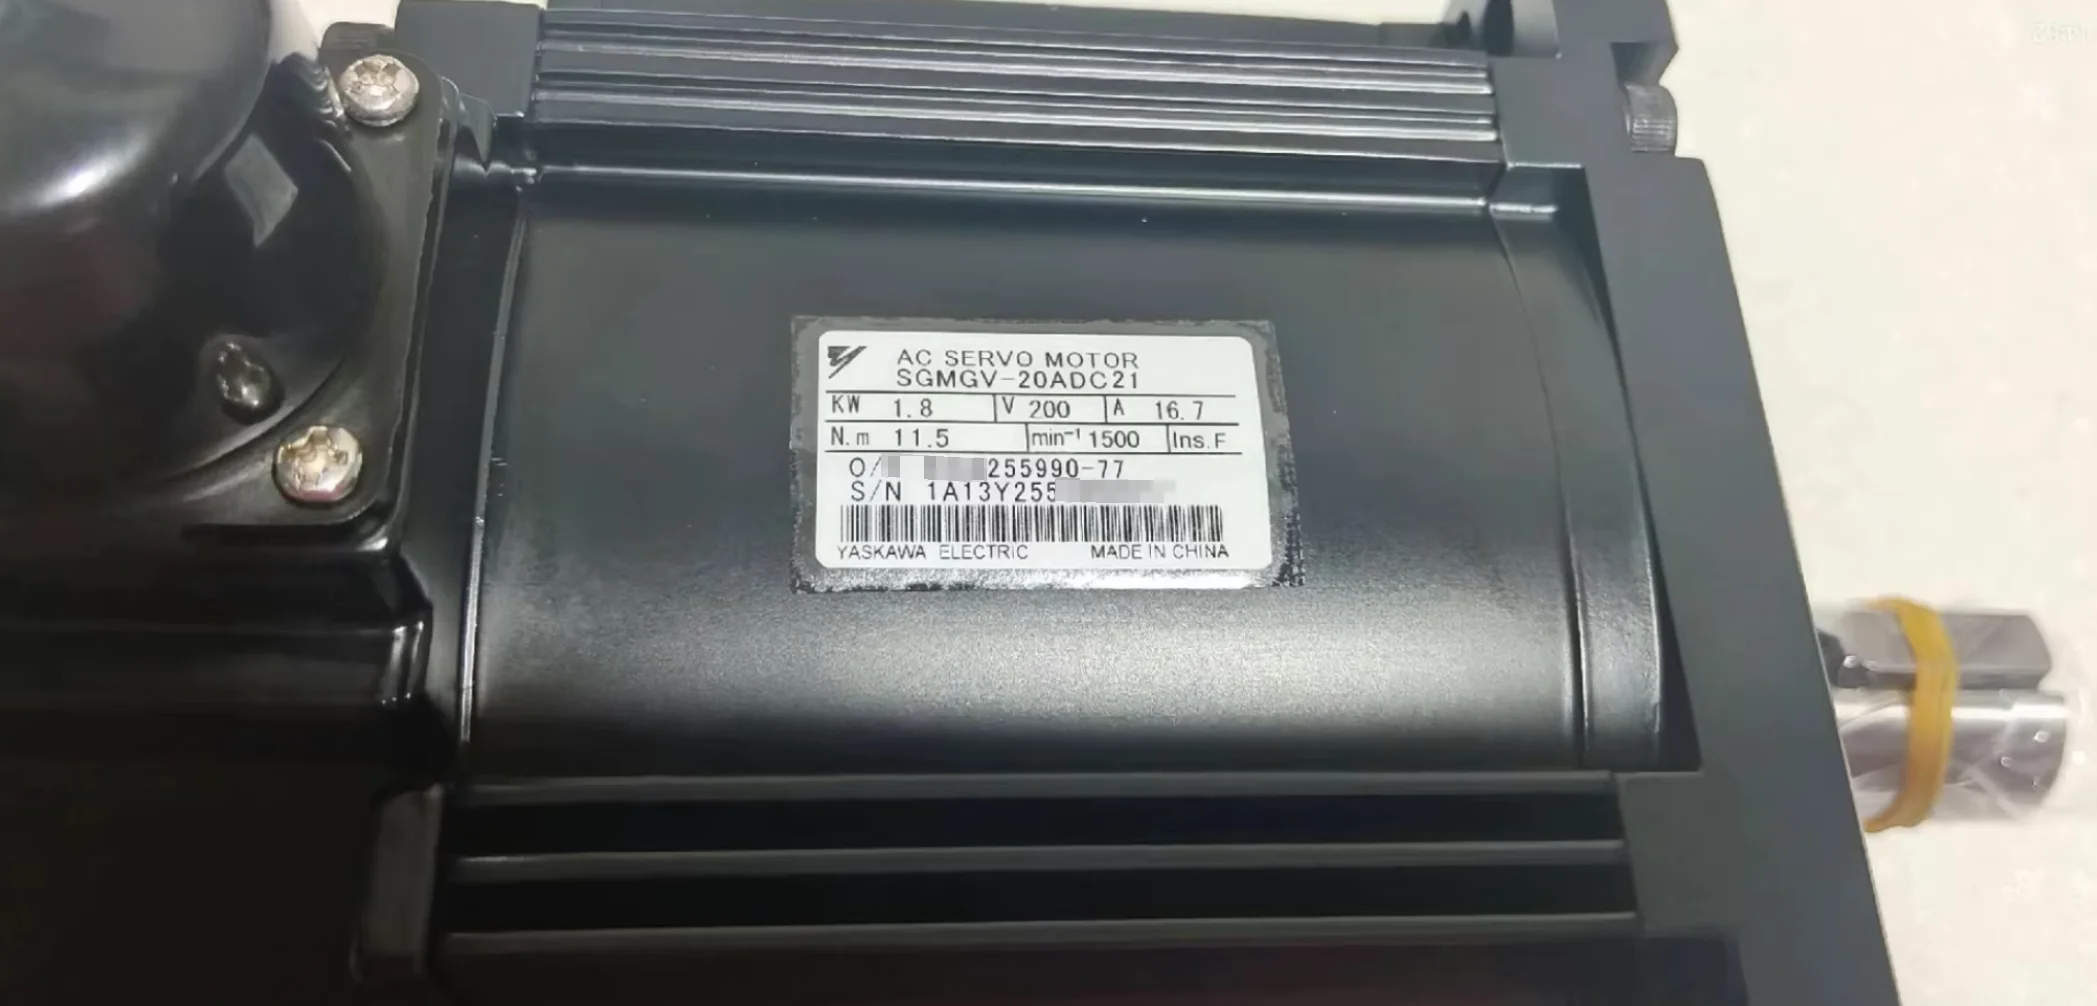 AC SERVO MOTOR
SGMGV-20ADC21
KW 1.8 V 200 A 16.7
N.m 11.5 min⁻¹ 1500 Ins.F
O/ 255990-77
S/N 1A13Y255
YASKAWA ELECTRIC MADE IN CHINA